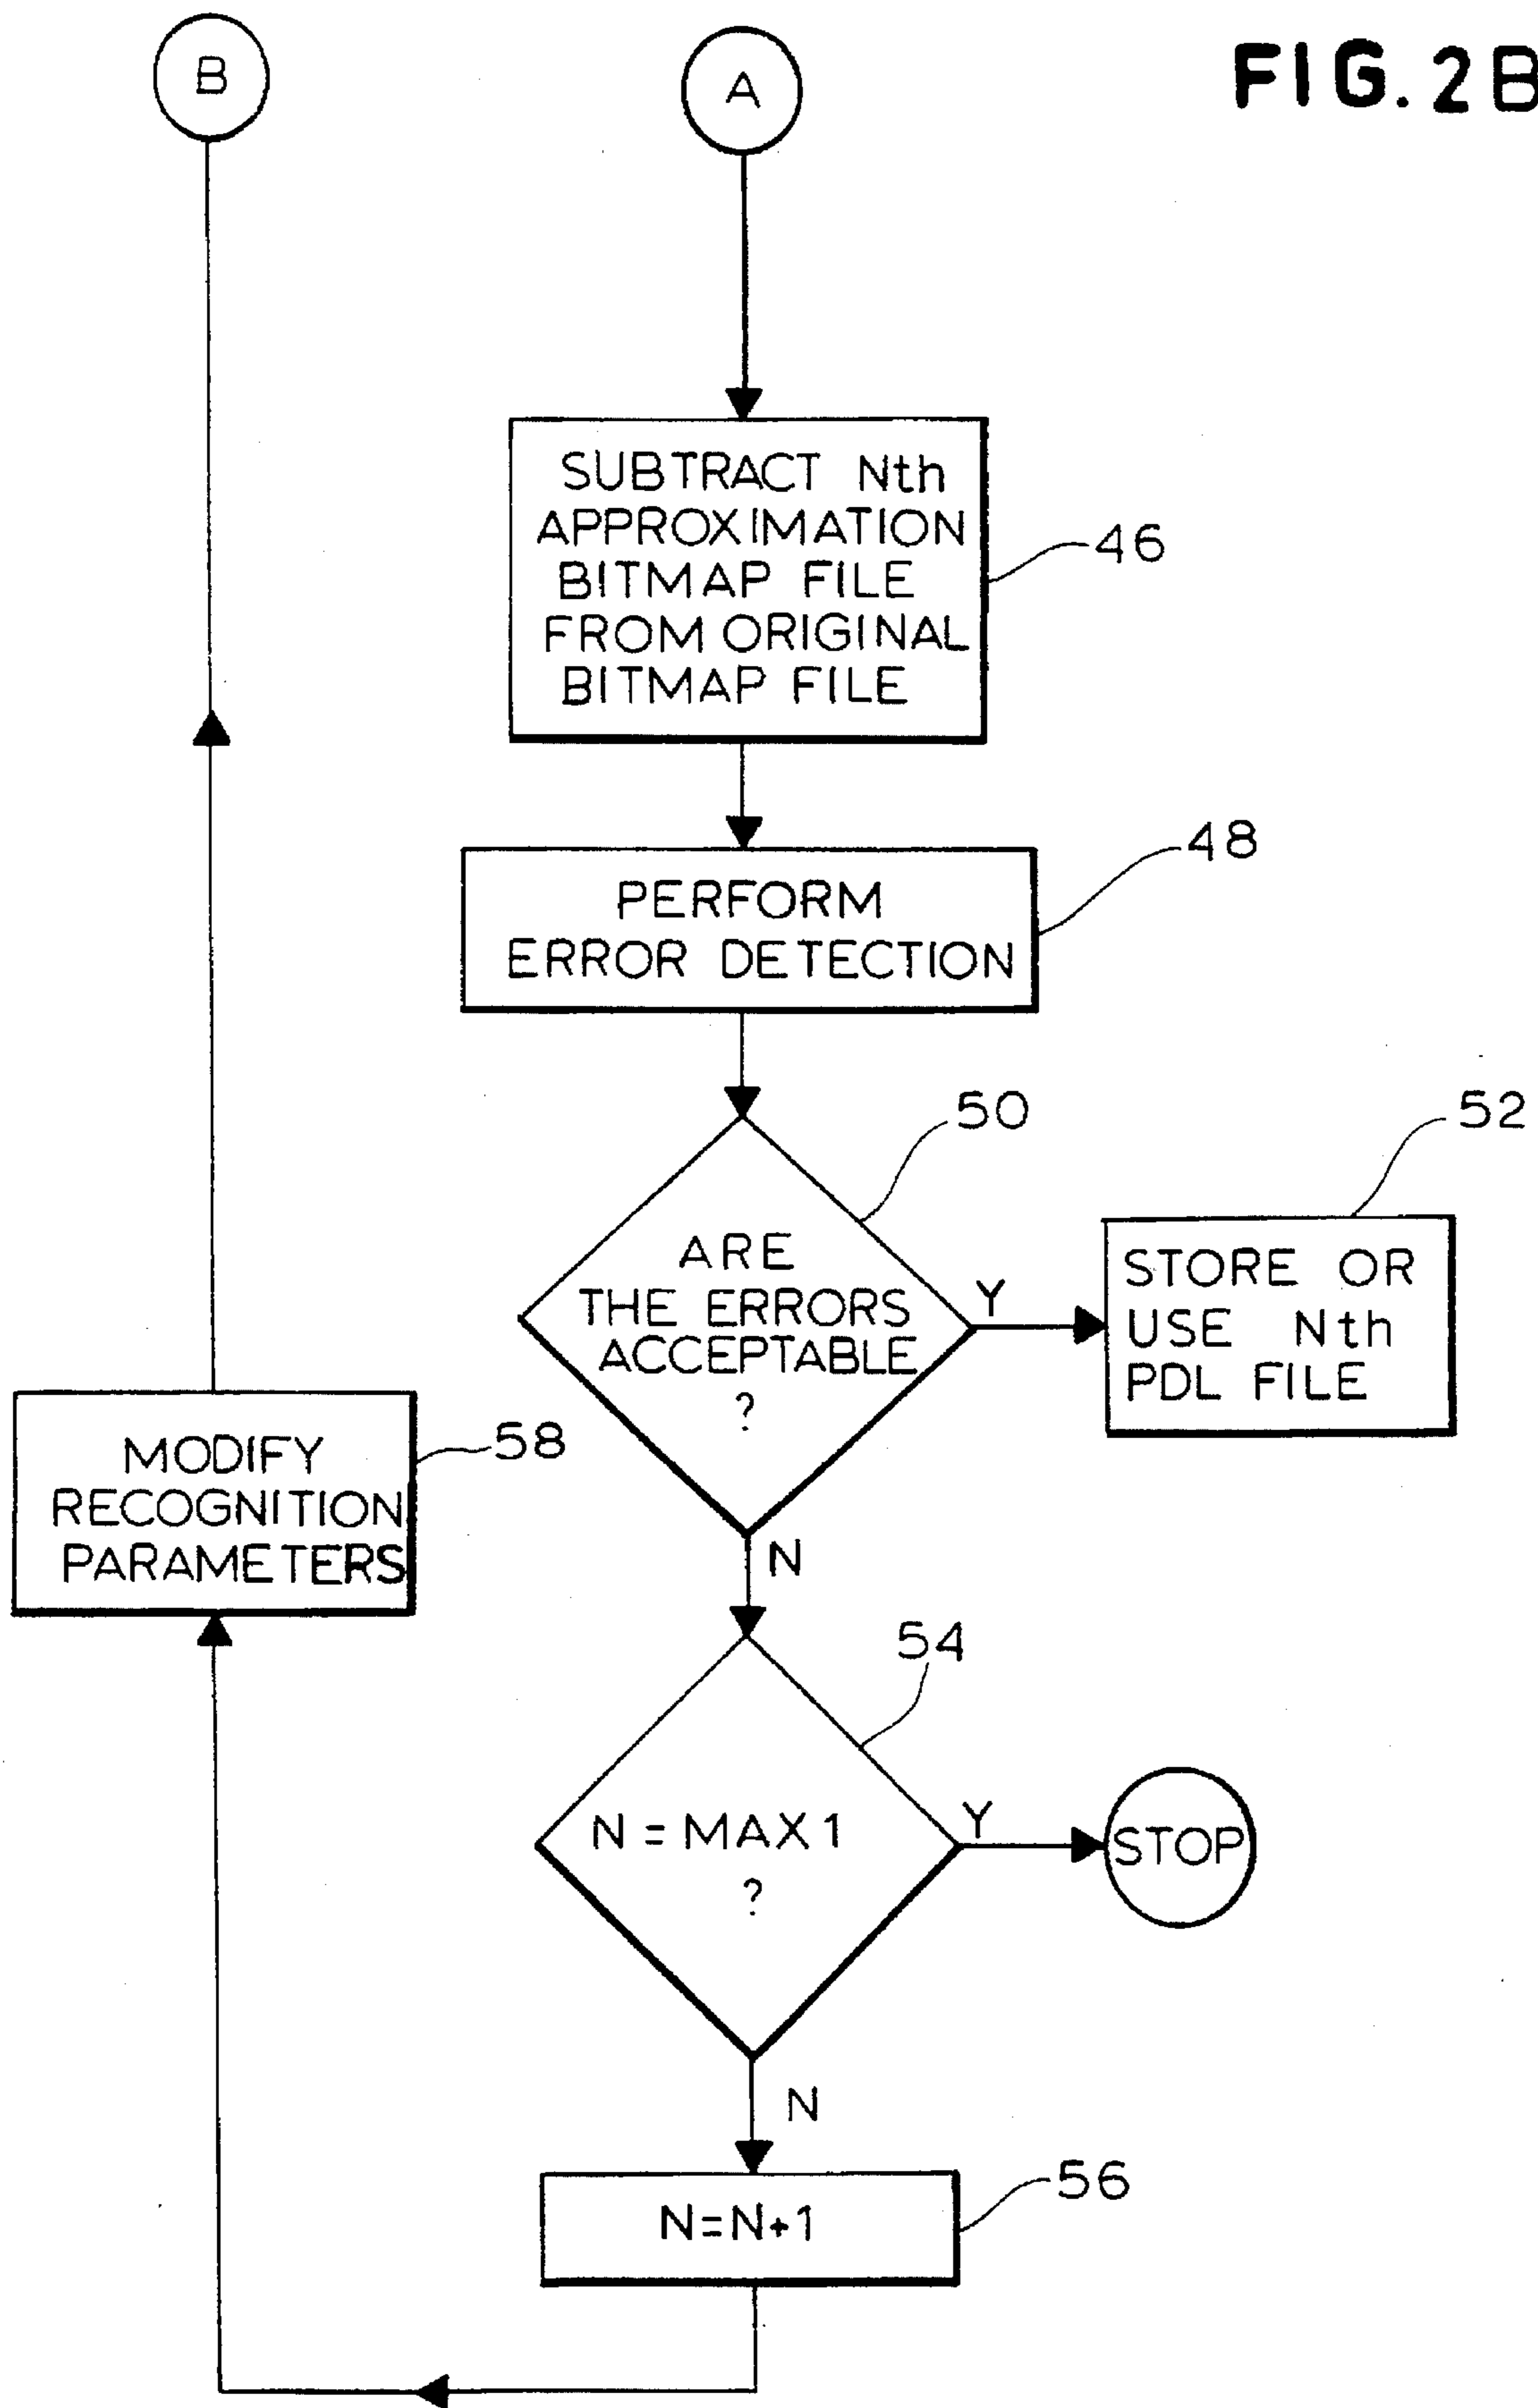 FIG. 2B
B
A
SUBTRACT Nth
APPROXIMATION
BITMAP FILE
FROM ORIGINAL
BITMAP FILE
46
PERFORM
ERROR DETECTION
48
50
ARE
THE ERRORS
ACCEPTABLE
?
Y
52
STORE OR
USE Nth
PDL FILE
N
MODIFY
RECOGNITION
PARAMETERS
58
54
N = MAX 1
?
Y
STOP
N
N=N+1
56